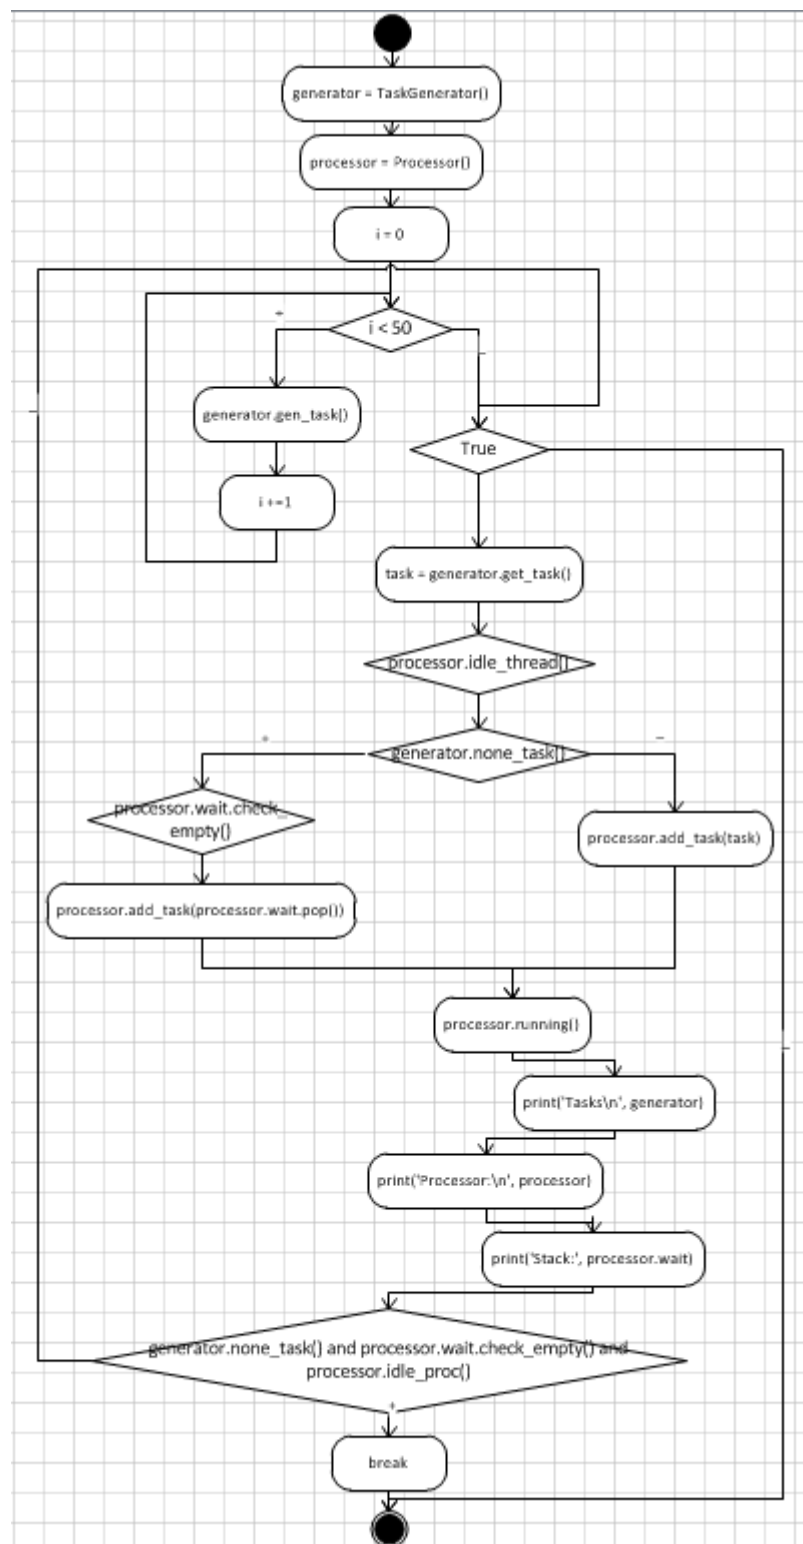 generator = TaskGenerator()
processor = Processor()
i = 0
i < 50
+
–
generator.gen_task()
–
True
i +=1
task = generator.get_task()
processor.idle_thread()
+
–
generator.none_task()
processor.wait.check_
empty()
processor.add_task(task)
processor.add_task(processor.wait.pop())
processor.running()
–
print('Tasks\n', generator)
print('Processor:\n', processor)
print('Stack:', processor.wait)
generator.none_task() and processor.wait.check_empty() and
processor.idle_proc()
+
break